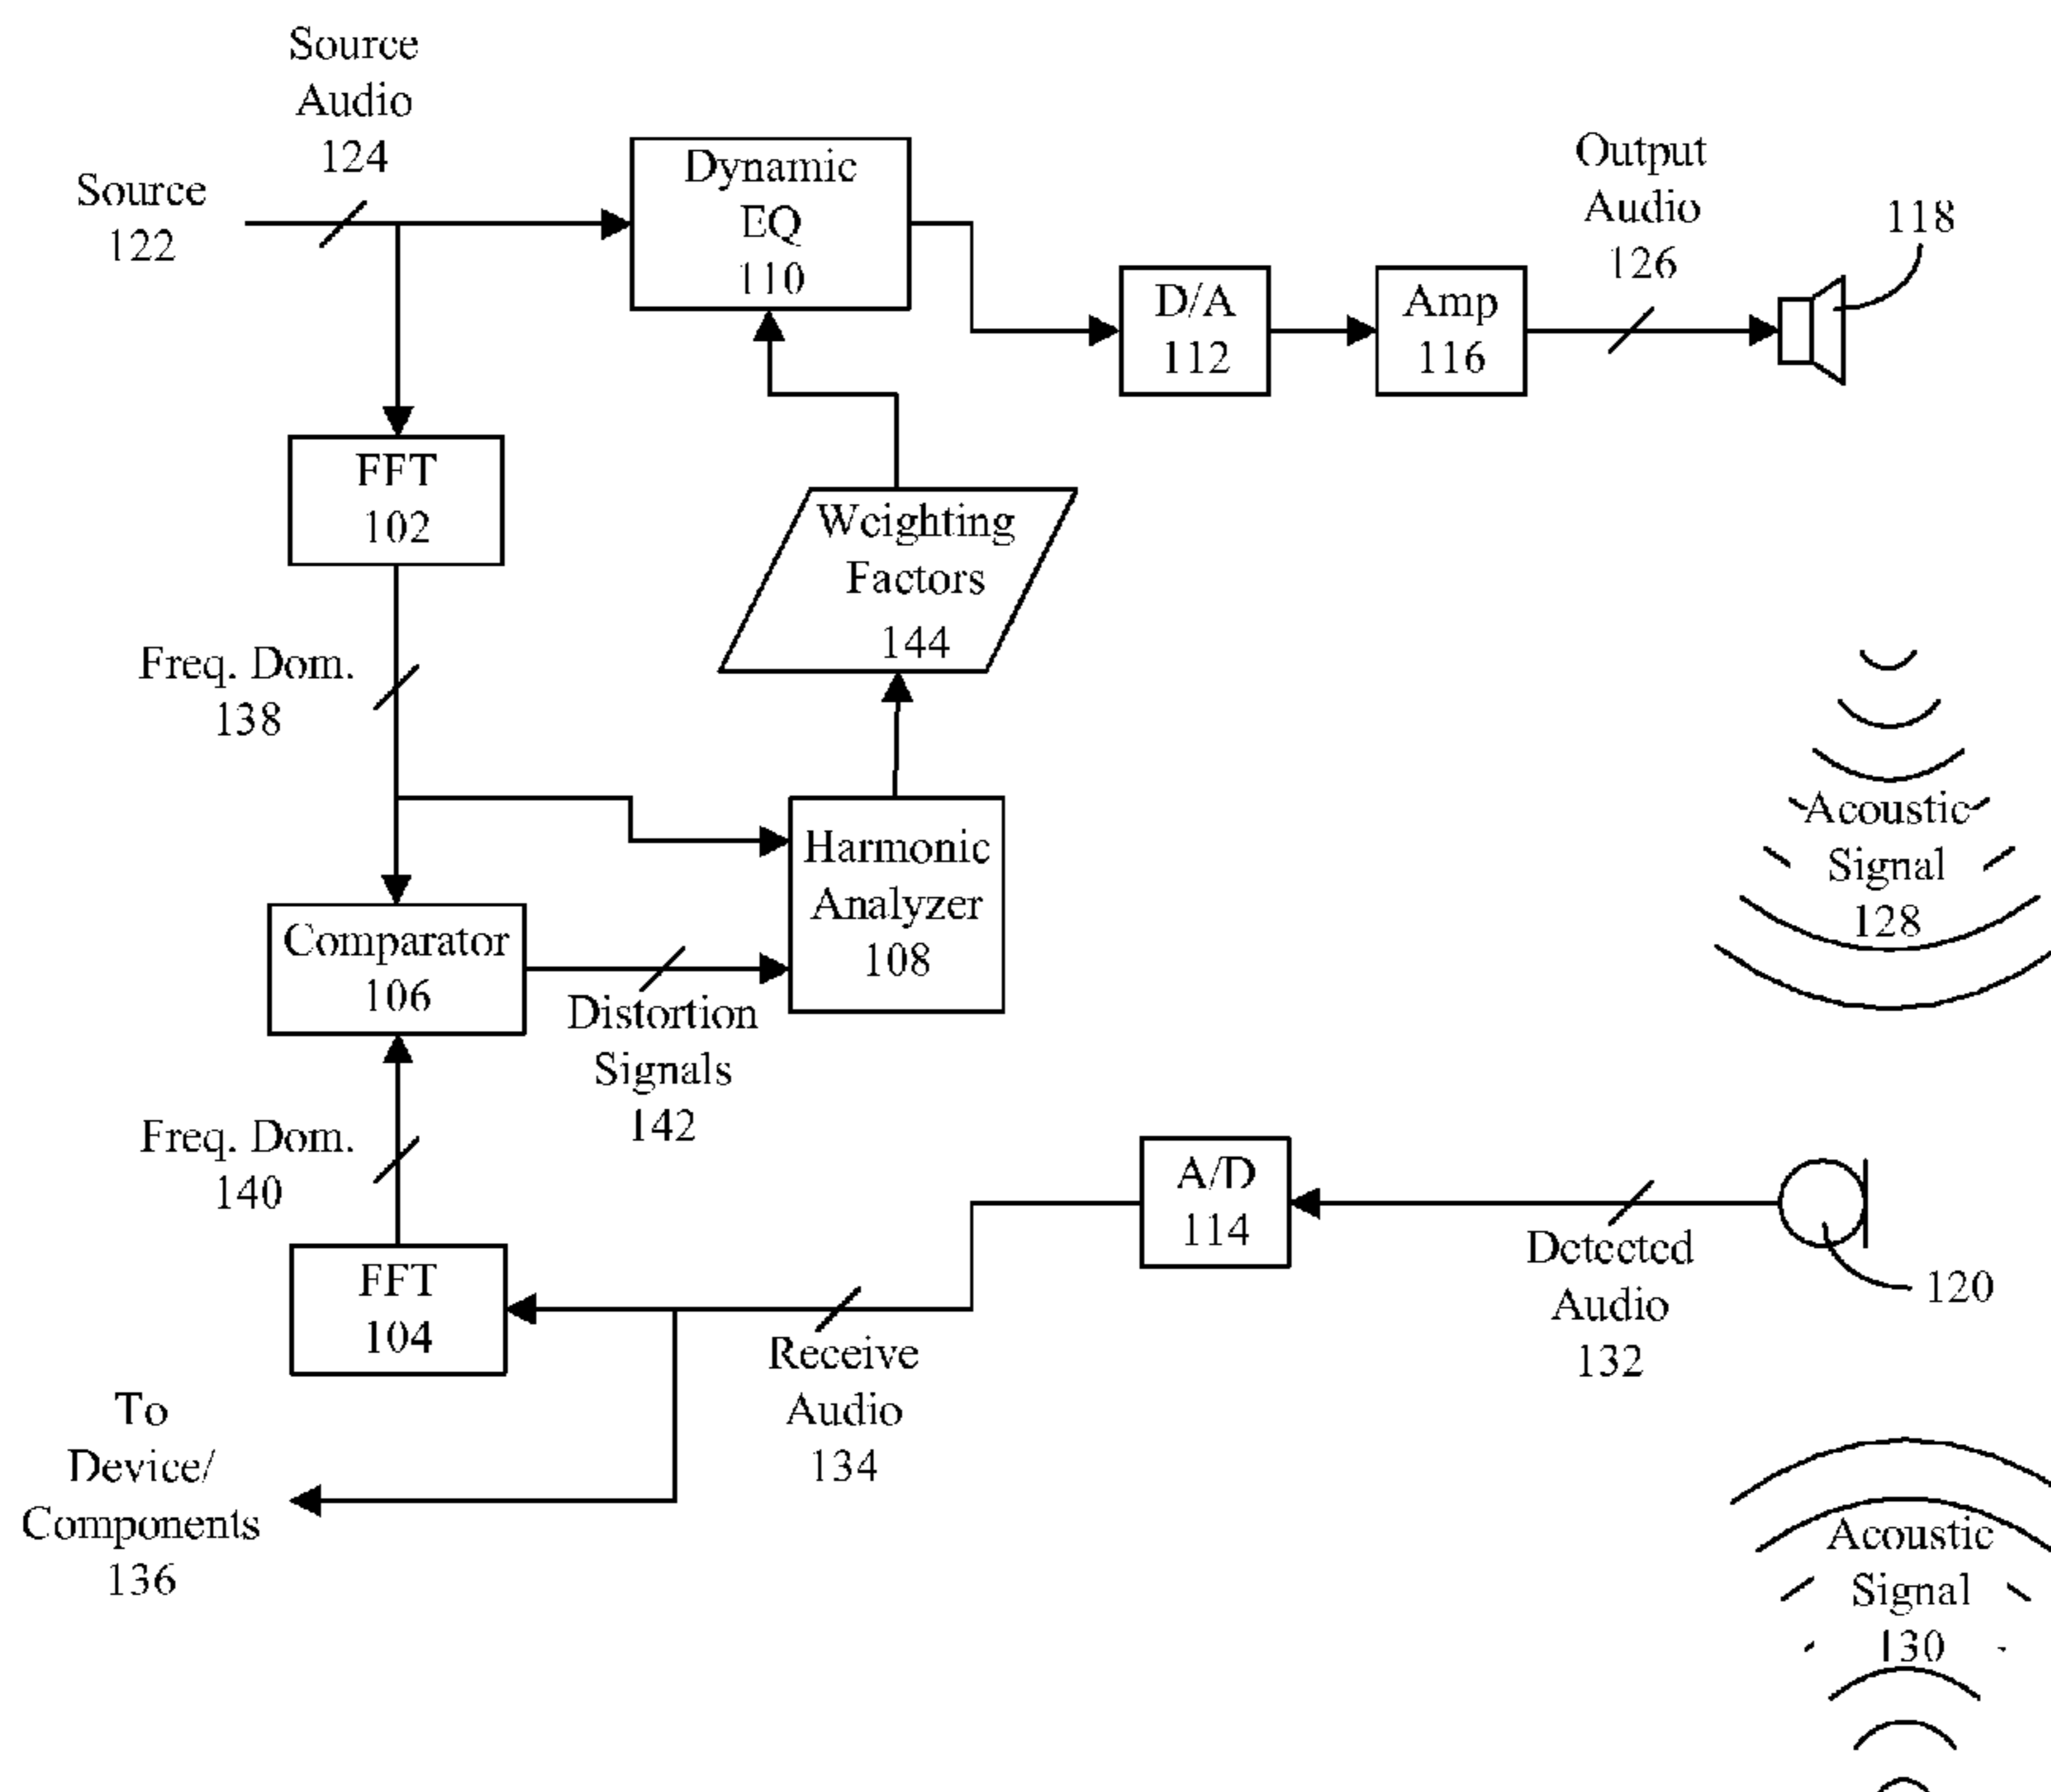 Source
Audio
124
Source
122
Dynamic
EQ
110
D/A
112
Amp
116
Output
Audio
126
118
FFT
102
Weighting
Factors
144
Freq. Dom.
138
Harmonic
Analyzer
108
Comparator
106
Distortion
Signals
142
Acoustic
Signal
128
Freq. Dom.
140
A/D
114
Detected
Audio
132
120
FFT
104
Receive
Audio
134
To
Device/
Components
136
Acoustic
Signal
130